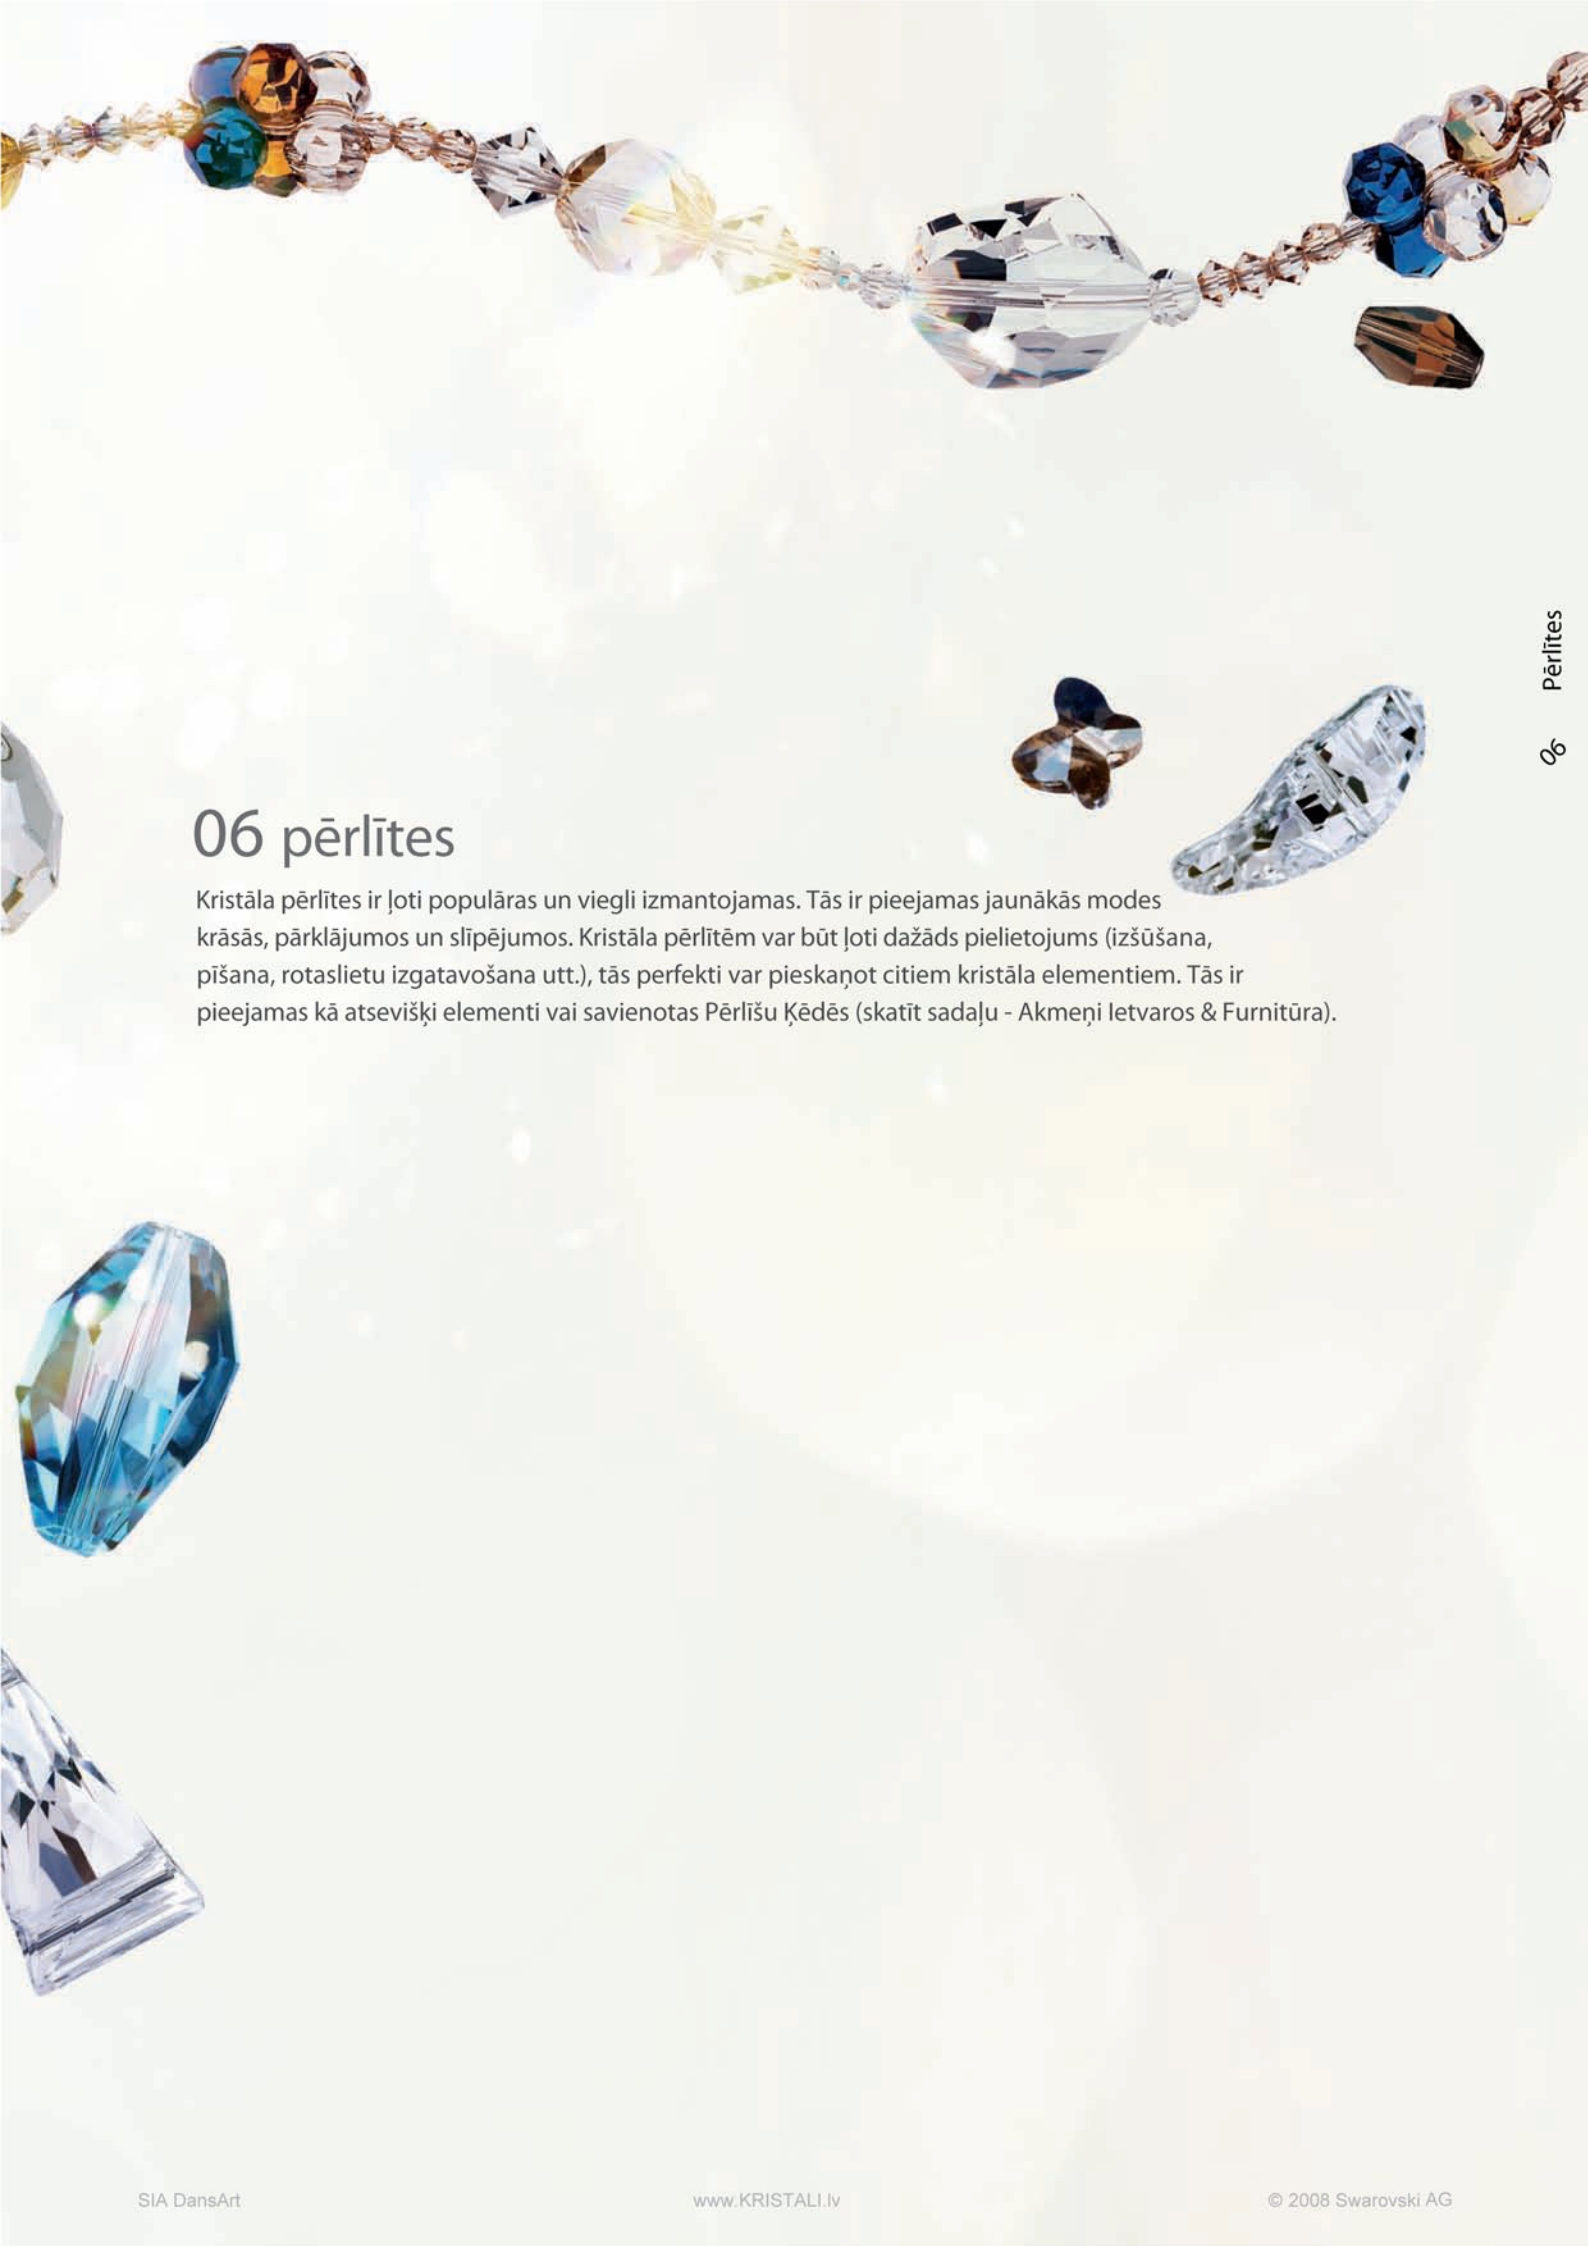 06 pērlītes
Kristāla pērlītes ir ļoti populāras un viegli izmantojamas. Tās ir pieejamas jaunākās modes
krāsās, pārklājumos un slīpējumos. Kristāla pērlītēm var būt ļoti dažāds pielietojums (izšūšana,
pīšana, rotaslietu izgatavošana utt.), tās perfekti var pieskaņot citiem kristāla elementiem. Tās ir
pieejamas kā atsevišķi elementi vai savienotas Pērlīšu Ķēdēs (skatīt sadaļu - Akmeņi Ietvaros & Furnitūra).
06 Pērlītes
SIA DansArt
www.KRISTALI.lv
© 2008 Swarovski AG